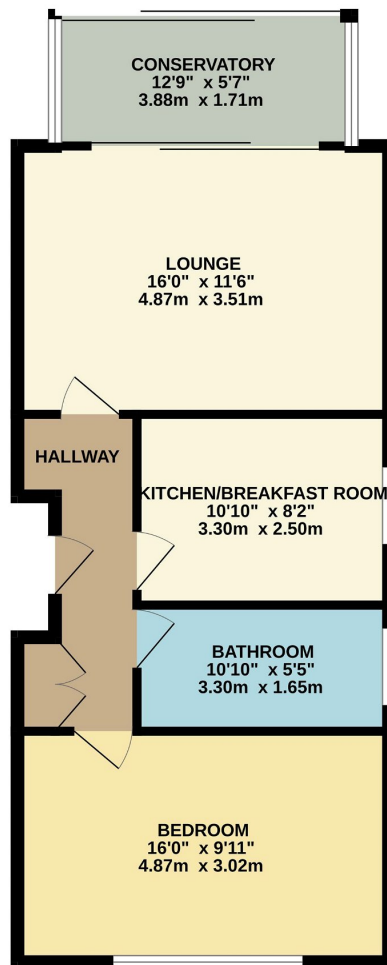 CONSERVATORY
12'9" x 5'7"
3.88m x 1.71m
LOUNGE
16'0" x 11'6"
4.87m x 3.51m
HALLWAY
KITCHEN/BREAKFAST ROOM
10'10" x 8'2"
3.30m x 2.50m
BATHROOM
10'10" x 5'5"
3.30m x 1.65m
BEDROOM
16'0" x 9'11"
4.87m x 3.02m